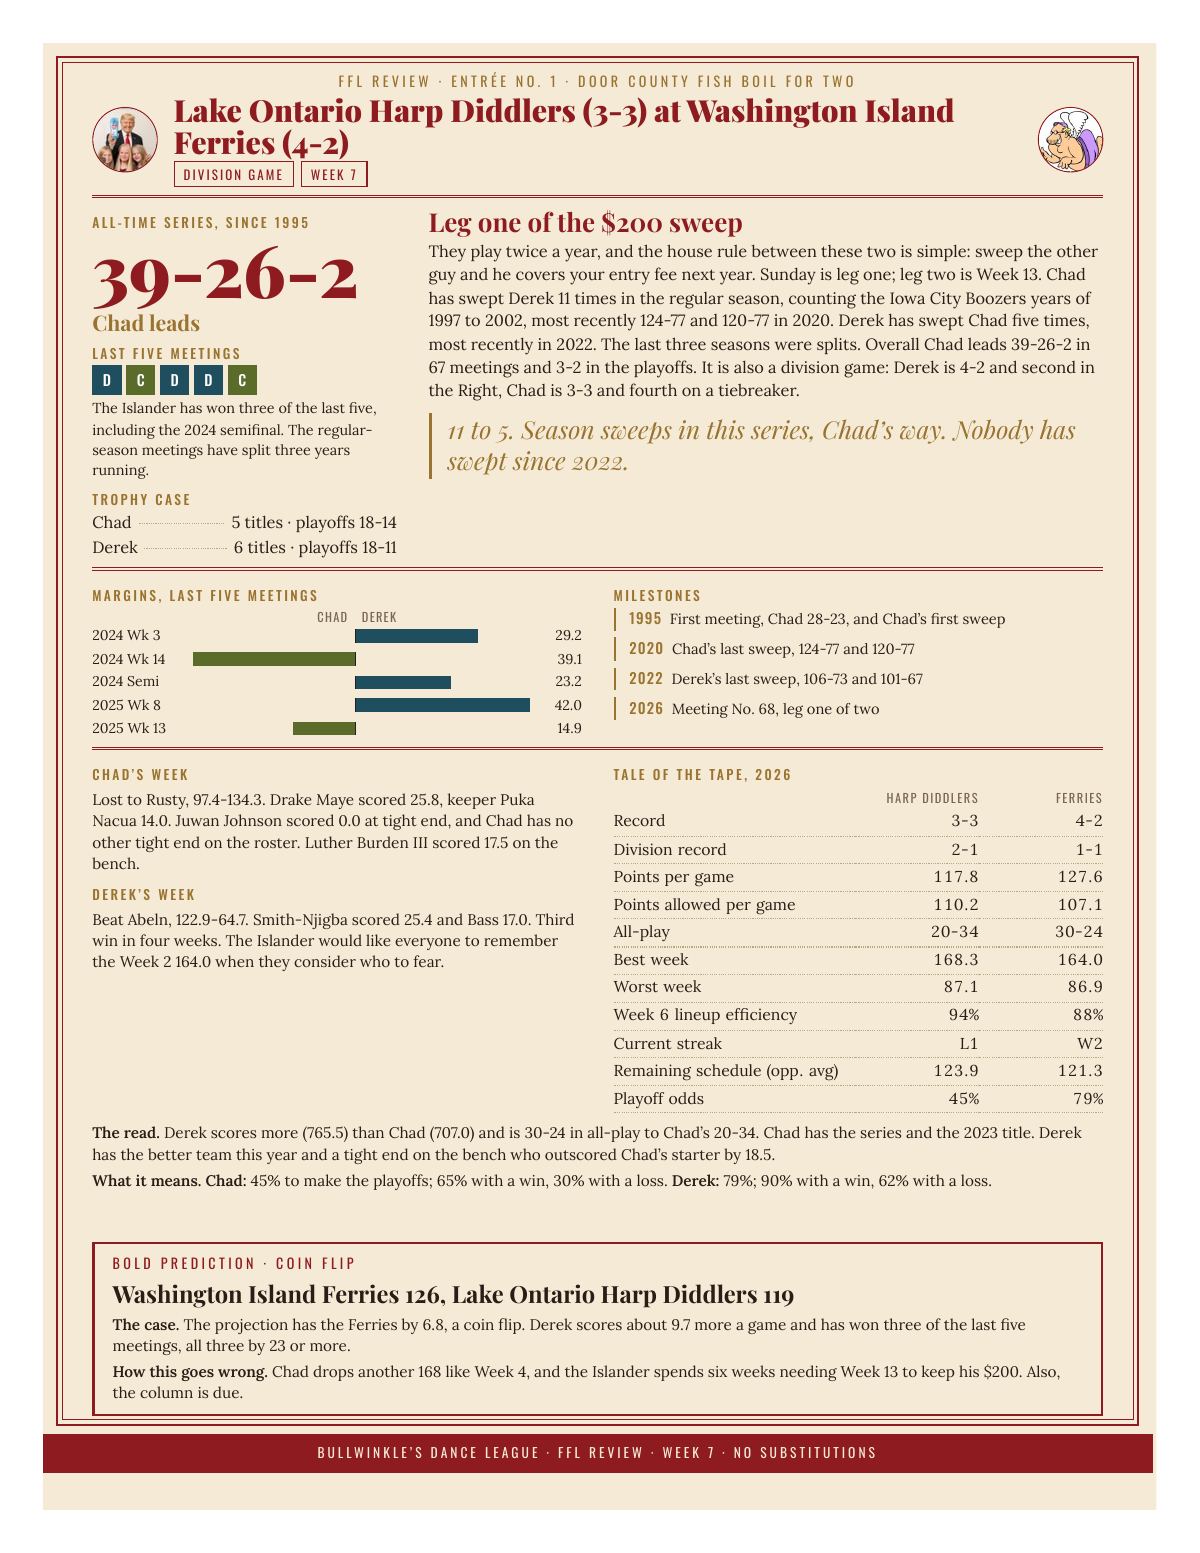 FFL REVIEW · ENTRÉE NO. 1 · DOOR COUNTY FISH BOIL FOR TWO
Lake Ontario Harp Diddlers (3-3) at Washington Island
Ferries (4-2)
DIVISION GAME WEEK 7
ALL-TIME SERIES, SINCE 1995
39-26-2
Chad leads
LAST FIVE MEETINGS
D C D D C
The Islander has won three of the last five,
including the 2024 semifinal. The regular-
season meetings have split three years
running.
TROPHY CASE
Chad 5 titles · playoffs 18-14
Derek 6 titles · playoffs 18-11
Leg one of the $200 sweep
They play twice a year, and the house rule between these two is simple: sweep the other
guy and he covers your entry fee next year. Sunday is leg one; leg two is Week 13. Chad
has swept Derek 11 times in the regular season, counting the Iowa City Boozers years of
1997 to 2002, most recently 124-77 and 120-77 in 2020. Derek has swept Chad five times,
most recently in 2022. The last three seasons were splits. Overall Chad leads 39-26-2 in
67 meetings and 3-2 in the playoffs. It is also a division game: Derek is 4-2 and second in
the Right, Chad is 3-3 and fourth on a tiebreaker.
11 to 5. Season sweeps in this series, Chad’s way. Nobody has
swept since 2022.
MARGINS, LAST FIVE MEETINGS
CHAD DEREK
2024 Wk 3 29.2
2024 Wk 14 39.1
2024 Semi 23.2
2025 Wk 8 42.0
2025 Wk 13 14.9
MILESTONES
1995 First meeting, Chad 28-23, and Chad’s first sweep
2020 Chad’s last sweep, 124-77 and 120-77
2022 Derek’s last sweep, 106-73 and 101-67
2026 Meeting No. 68, leg one of two
CHAD’S WEEK
Lost to Rusty, 97.4-134.3. Drake Maye scored 25.8, keeper Puka
Nacua 14.0. Juwan Johnson scored 0.0 at tight end, and Chad has no
other tight end on the roster. Luther Burden III scored 17.5 on the
bench.
DEREK’S WEEK
Beat Abeln, 122.9-64.7. Smith-Njigba scored 25.4 and Bass 17.0. Third
win in four weeks. The Islander would like everyone to remember
the Week 2 164.0 when they consider who to fear.
TALE OF THE TAPE, 2026
HARP DIDDLERS FERRIES
Record 3-3 4-2
Division record 2-1 1-1
Points per game 117.8 127.6
Points allowed per game 110.2 107.1
All-play 20-34 30-24
Best week 168.3 164.0
Worst week 87.1 86.9
Week 6 lineup efficiency 94% 88%
Current streak L1 W2
Remaining schedule (opp. avg) 123.9 121.3
Playoff odds 45% 79%
The read. Derek scores more (765.5) than Chad (707.0) and is 30-24 in all-play to Chad’s 20-34. Chad has the series and the 2023 title. Derek
has the better team this year and a tight end on the bench who outscored Chad’s starter by 18.5.
What it means. Chad: 45% to make the playoffs; 65% with a win, 30% with a loss. Derek: 79%; 90% with a win, 62% with a loss.
BOLD PREDICTION · COIN FLIP
Washington Island Ferries 126, Lake Ontario Harp Diddlers 119
The case. The projection has the Ferries by 6.8, a coin flip. Derek scores about 9.7 more a game and has won three of the last five
meetings, all three by 23 or more.
How this goes wrong. Chad drops another 168 like Week 4, and the Islander spends six weeks needing Week 13 to keep his $200. Also,
the column is due.
BULLWINKLE’S DANCE LEAGUE · FFL REVIEW · WEEK 7 · NO SUBSTITUTIONS